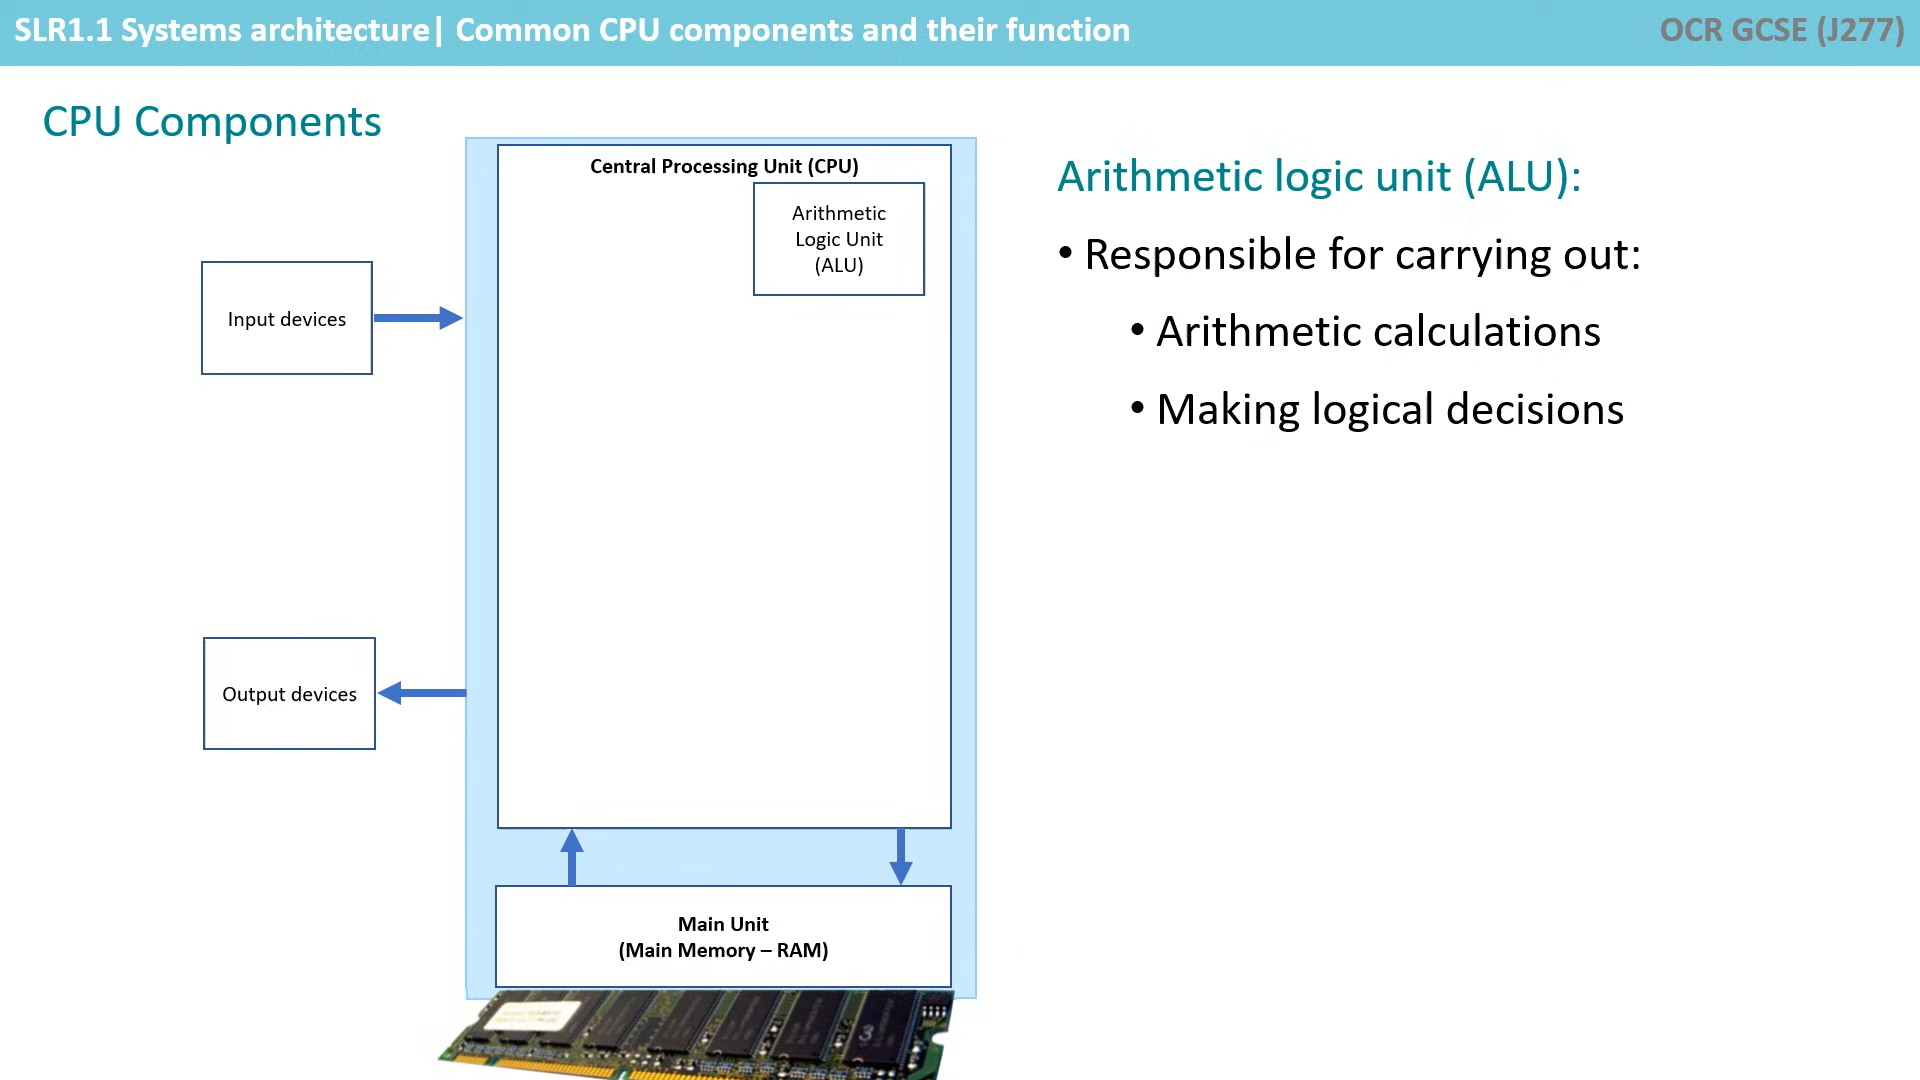 SLR1.1 Systems architecture| Common CPU components and their function
OCR GCSE (J277)
CPU Components
Central Processing Unit (CPU)
Arithmetic
Logic Unit
(ALU)
Input devices
Output devices
Main Unit
(Main Memory – RAM)
Arithmetic logic unit (ALU):
• Responsible for carrying out:
• Arithmetic calculations
• Making logical decisions